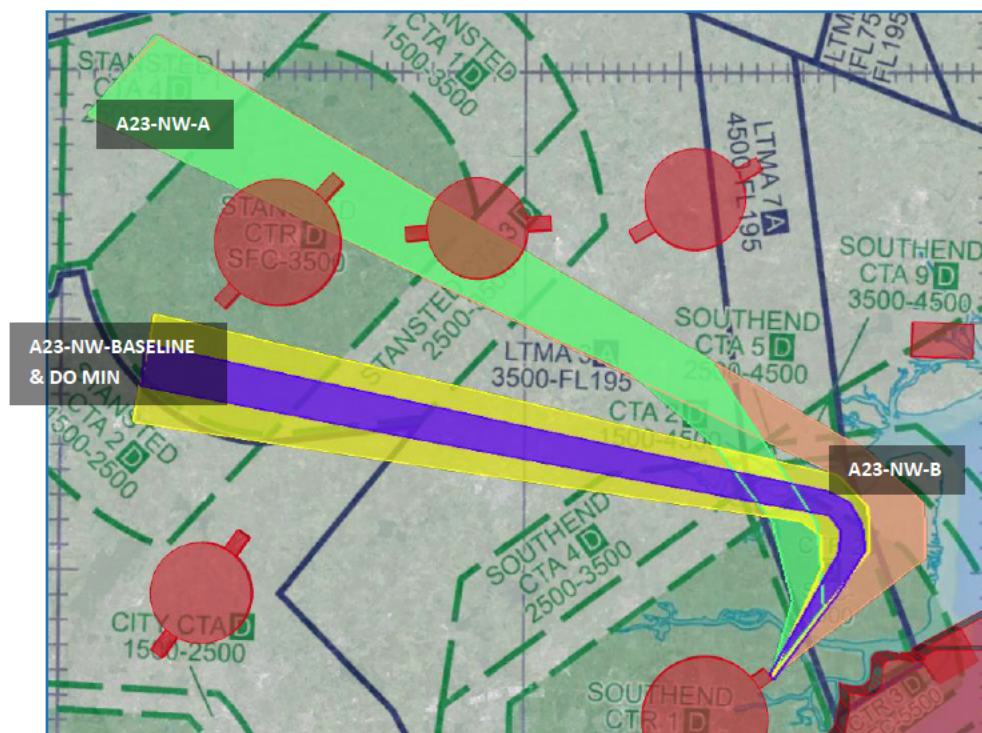 STANSTED
CTA 4 D
A23-NW-A
STANSTED
CTA 1 D
1500-3500
LTMA
FL75
FL195
LTMA 7 A
4500-FL195
STANSTED
CTR D
SFC-3500
STANSTED
2500-
SOUTHEND
CTA 9 D
3500-4500
SOUTHEND
CTA 5 D
2500-4500
LTMA 3 A
3500-FL195
CTA 2 D
1500-4500
A23-NW-BASELINE
& DO MIN
CTA 2 D
1500-2500
A23-NW-B
SOUTHEND
CTA 4 D
2500-3500
CITY CTA D
1500-2500
SOUTHEND
CTR 1 D
CTR 3 D
SFC-5500